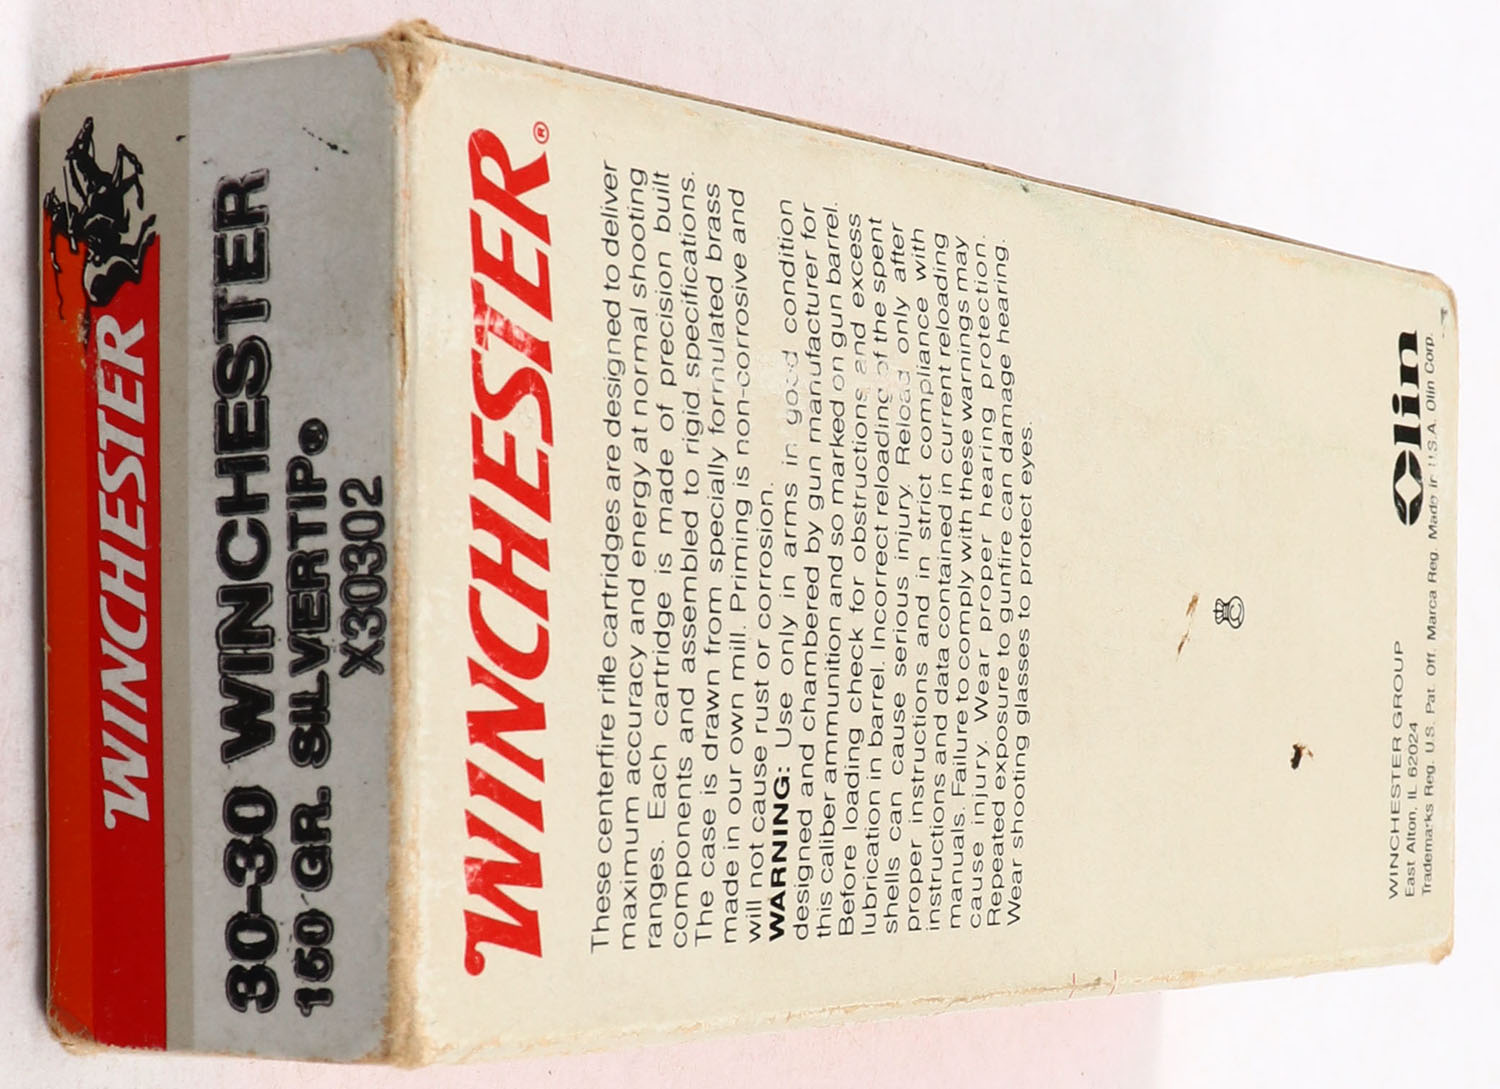 WINCHESTER
30-30 WINCHESTER
150 GR. SILVERTIP®
X30302
WINCHESTER®
These centerfire rifle cartridges are designed to deliver
maximum accuracy and energy at normal shooting
ranges. Each cartridge is made of precision built
components and assembled to rigid specifications.
The case is drawn from specially formulated brass
made in our own mill. Priming is non-corrosive and
will not cause rust or corrosion.
WARNING: Use only in arms in good condition
designed and chambered by gun manufacturer for
this caliber ammunition and so marked on gun barrel.
Before loading check for obstructions and excess
lubrication in barrel. Incorrect reloading of the spent
shells can cause serious injury. Reload only after
proper instructions and in strict compliance with
instructions and data contained in current reloading
manuals. Failure to comply with these warnings may
cause injury. Wear proper hearing protection.
Repeated exposure to gunfire can damage hearing.
Wear shooting glasses to protect eyes.
WINCHESTER GROUP
East Alton, IL 62024
Olin
Trademarks Reg. U.S. Pat. Off. Marca Reg. Made in U.S.A. Olin Corp.